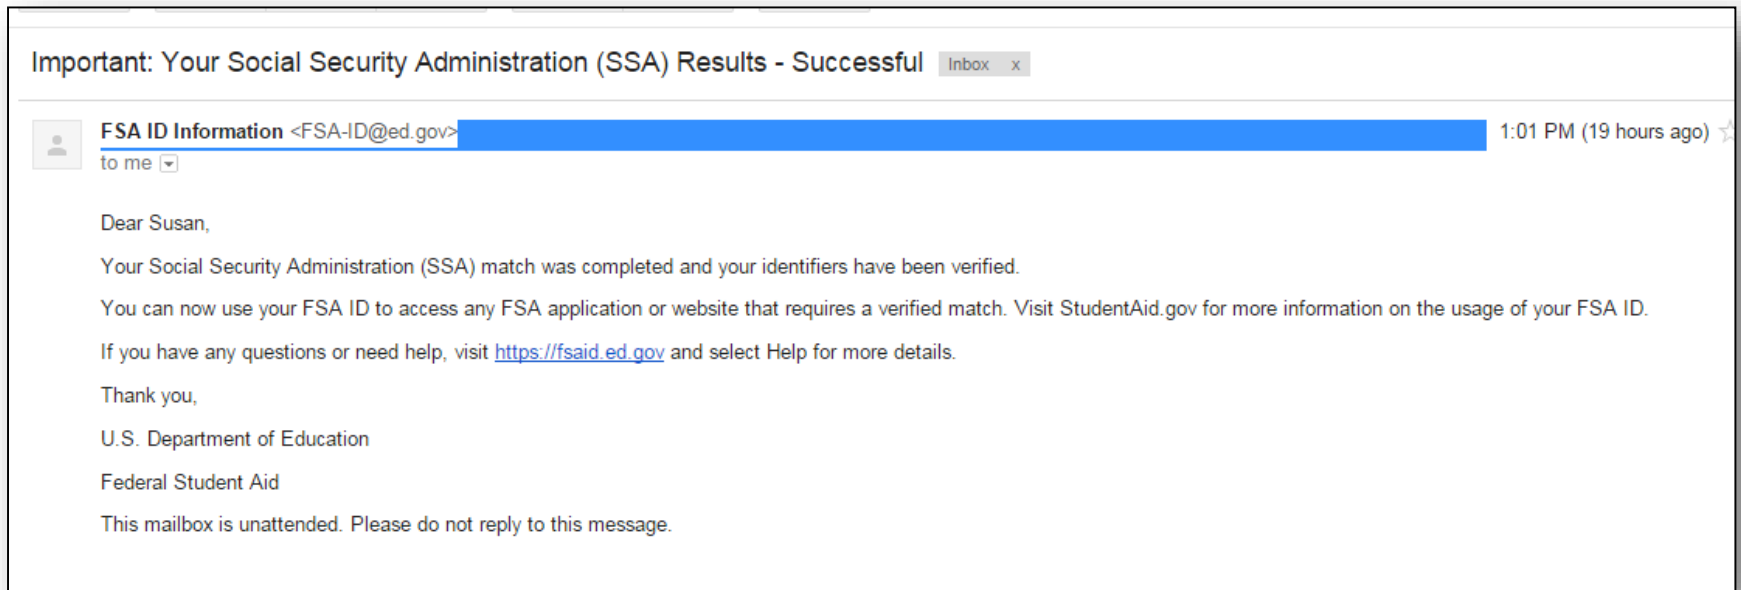 Important: Your Social Security Administration (SSA) Results - Successful Inbox x
FSA ID Information <FSA-ID@ed.gov> 1:01 PM (19 hours ago)
to me
Dear Susan,
Your Social Security Administration (SSA) match was completed and your identifiers have been verified.
You can now use your FSA ID to access any FSA application or website that requires a verified match. Visit StudentAid.gov for more information on the usage of your FSA ID.
If you have any questions or need help, visit https://fsaid.ed.gov and select Help for more details.
Thank you,
U.S. Department of Education
Federal Student Aid
This mailbox is unattended. Please do not reply to this message.